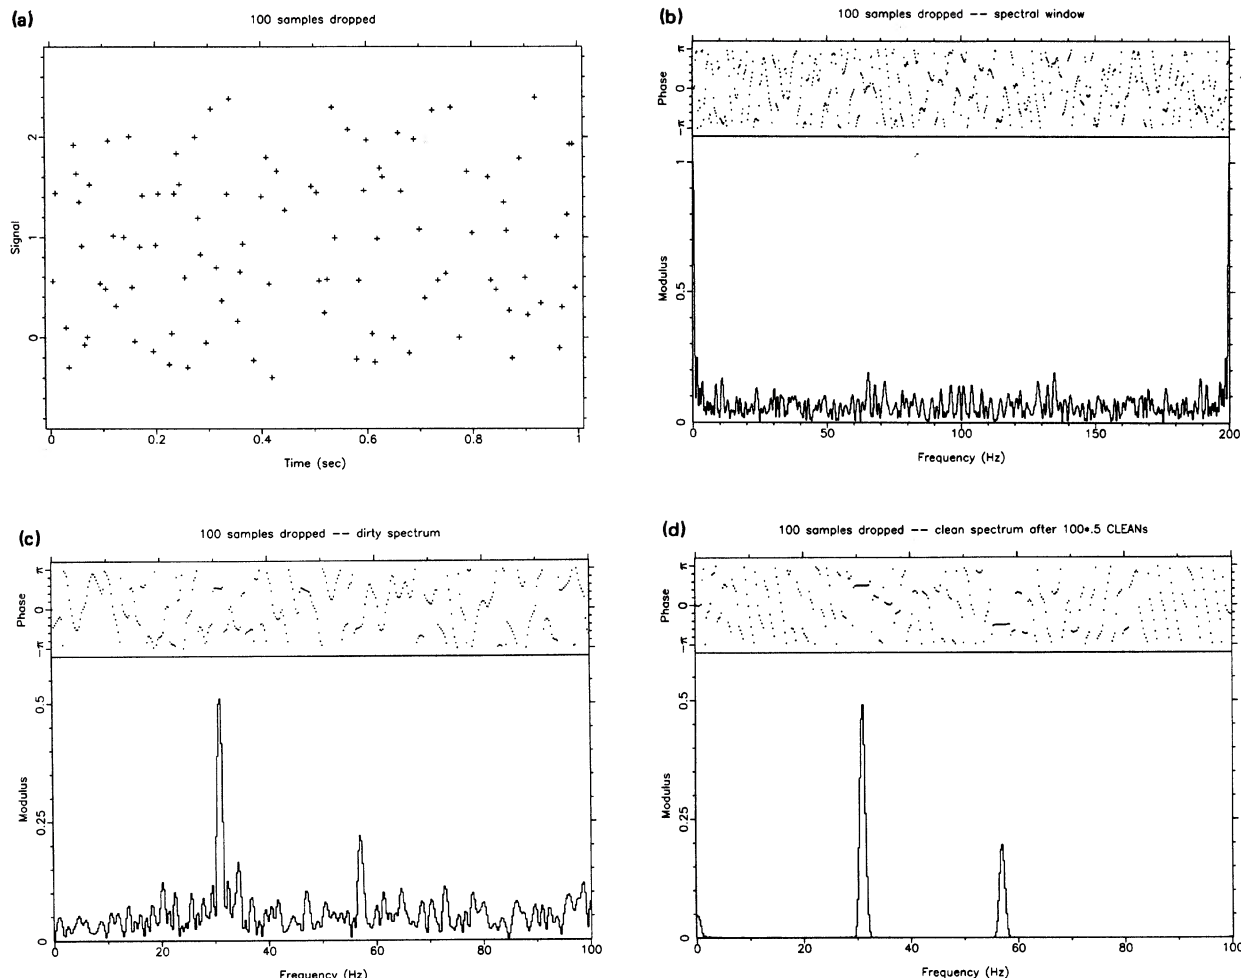 (a)
100 samples dropped
Signal
2
1
0
0
0.2
0.4
0.6
0.8
1
Time (sec)
(b)
100 samples dropped -- spectral window
Phase
π
0
-π
Modulus
1
0.5
0
0
50
100
150
200
Frequency (Hz)
(c)
100 samples dropped -- dirty spectrum
Phase
π
0
-π
Modulus
0.5
0.25
0
0
20
40
60
80
100
Frequency (Hz)
(d)
100 samples dropped -- clean spectrum after 100*.5 CLEANs
Phase
π
0
-π
Modulus
0.5
0.25
0
0
20
40
60
80
100
Frequency (Hz)